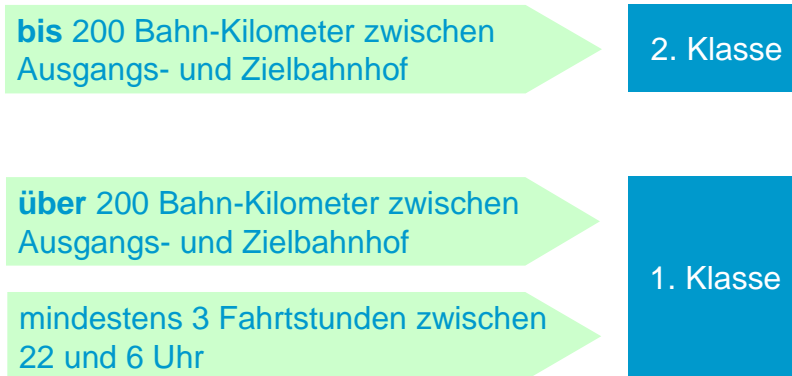 bis 200 Bahn-Kilometer zwischen
Ausgangs- und Zielbahnhof
2. Klasse
über 200 Bahn-Kilometer zwischen
Ausgangs- und Zielbahnhof
mindestens 3 Fahrtstunden zwischen
22 und 6 Uhr
1. Klasse